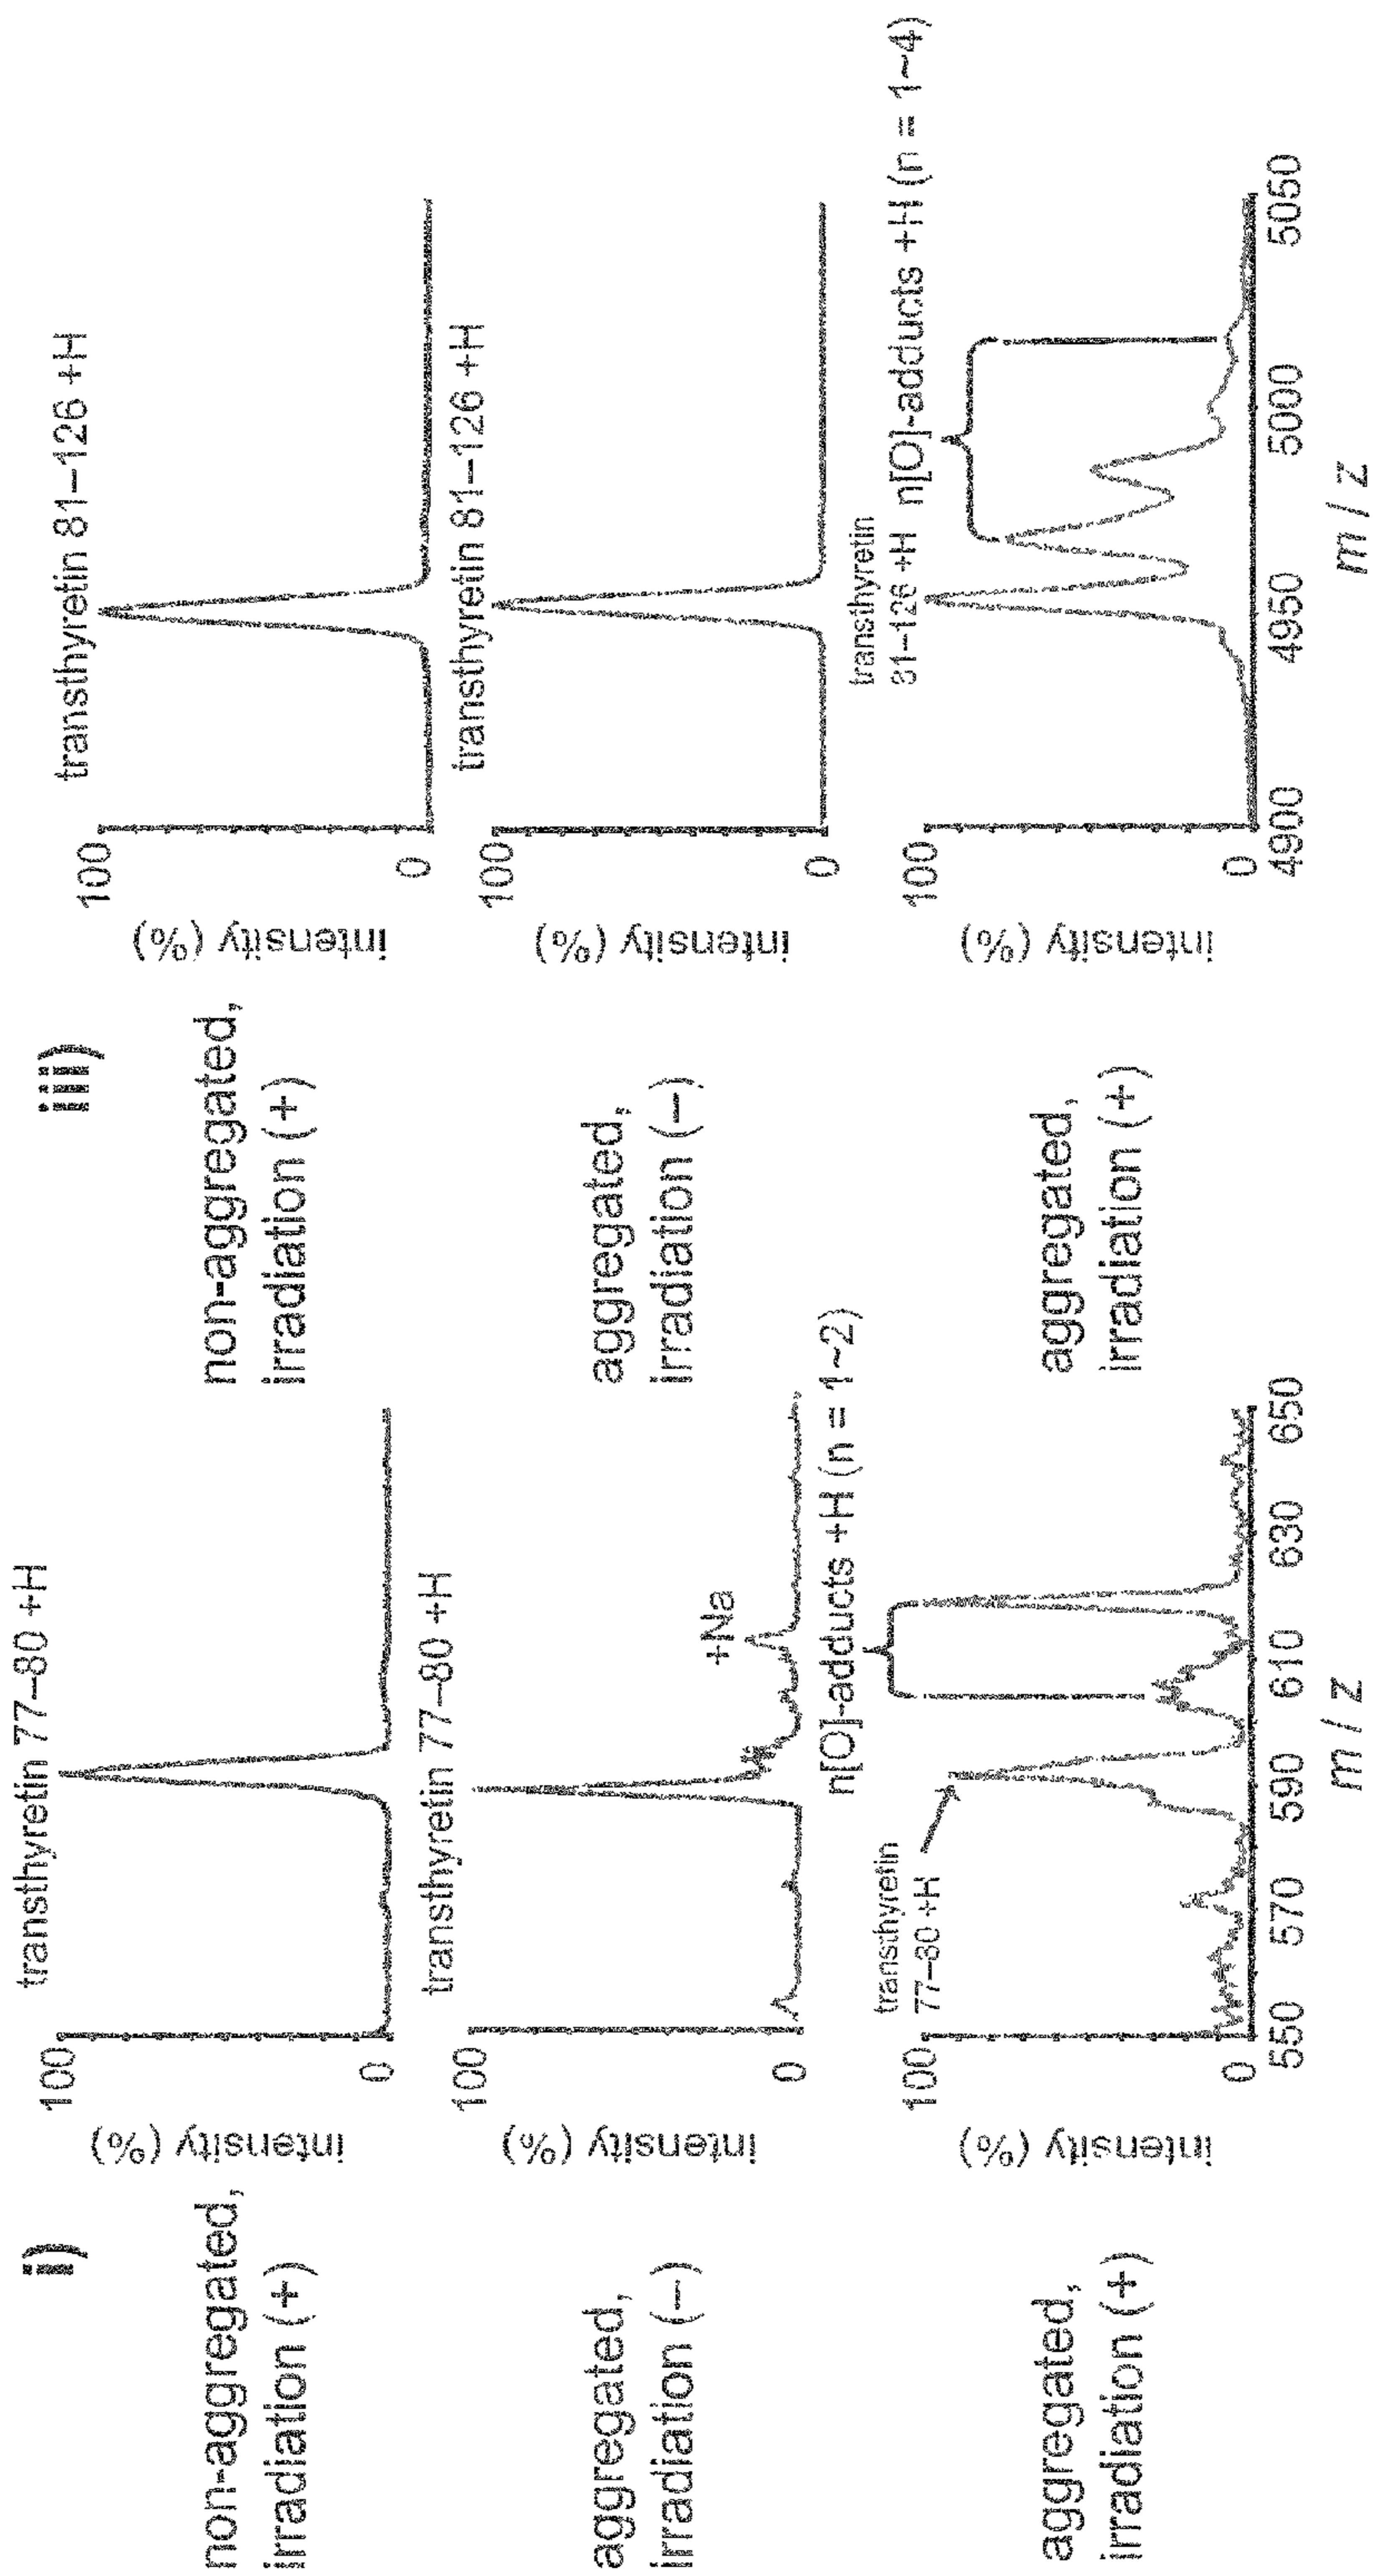 i)
non-aggregated,
irradiation (+)
intensity (%)
100
0
transthyretin 77–80 +H
aggregated,
irradiation (–)
intensity (%)
100
0
transthyretin 77–80 +H
+Na
aggregated,
irradiation (+)
intensity (%)
100
0
transthyretin
77–80 +H
n[O]-adducts +H (n = 1~2)
550 570 590 610 630 650
m / z
iii)
non-aggregated,
irradiation (+)
intensity (%)
100
0
transthyretin 81–126 +H
aggregated,
irradiation (–)
intensity (%)
100
0
transthyretin 81–126 +H
aggregated,
irradiation (+)
intensity (%)
100
0
transthyretin
81–126 +H
n[O]-adducts +H (n = 1~4)
4900 4950 5000 5050
m / z